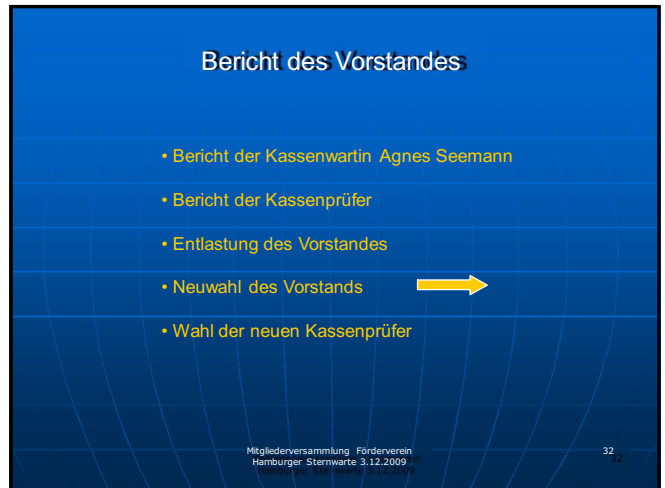 Bericht des Vorstandes
• Bericht der Kassenwartin Agnes Seemann
• Bericht der Kassenprüfer
• Entlastung des Vorstandes
• Neuwahl des Vorstands
• Wahl der neuen Kassenprüfer
Mitgliederversammlung Förderverein
Hamburger Sternwarte 3.12.2009
32